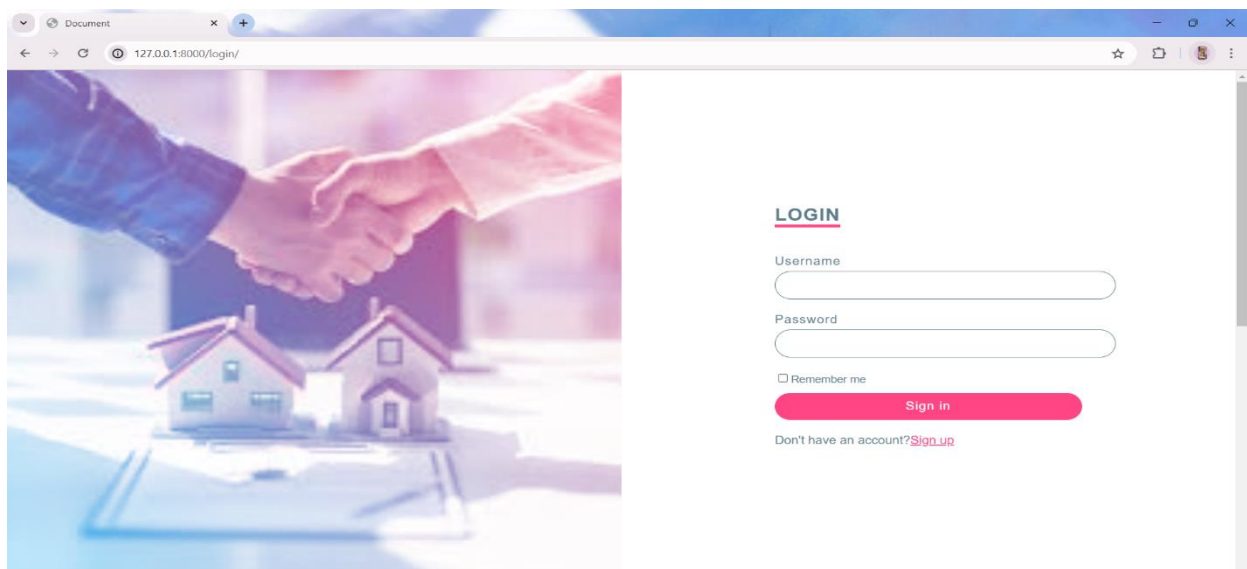 Document
127.0.0.1:8000/login/
LOGIN
Username
Password
Remember me
Sign in
Don't have an account?Sign up